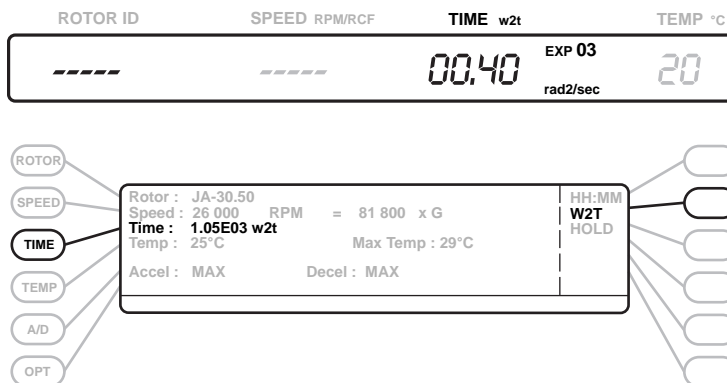 ROTOR ID SPEED RPM/RCF TIME w2t TEMP °C
----- ----- 00.40 EXP 03 rad2/sec 20
ROTOR
SPEED
TIME
TEMP
A/D
OPT
Rotor : JA-30.50
Speed : 26 000 RPM = 81 800 x G
Time : 1.05E03 w2t
Temp : 25°C Max Temp : 29°C
Accel : MAX Decel : MAX
HH:MM
W2T
HOLD